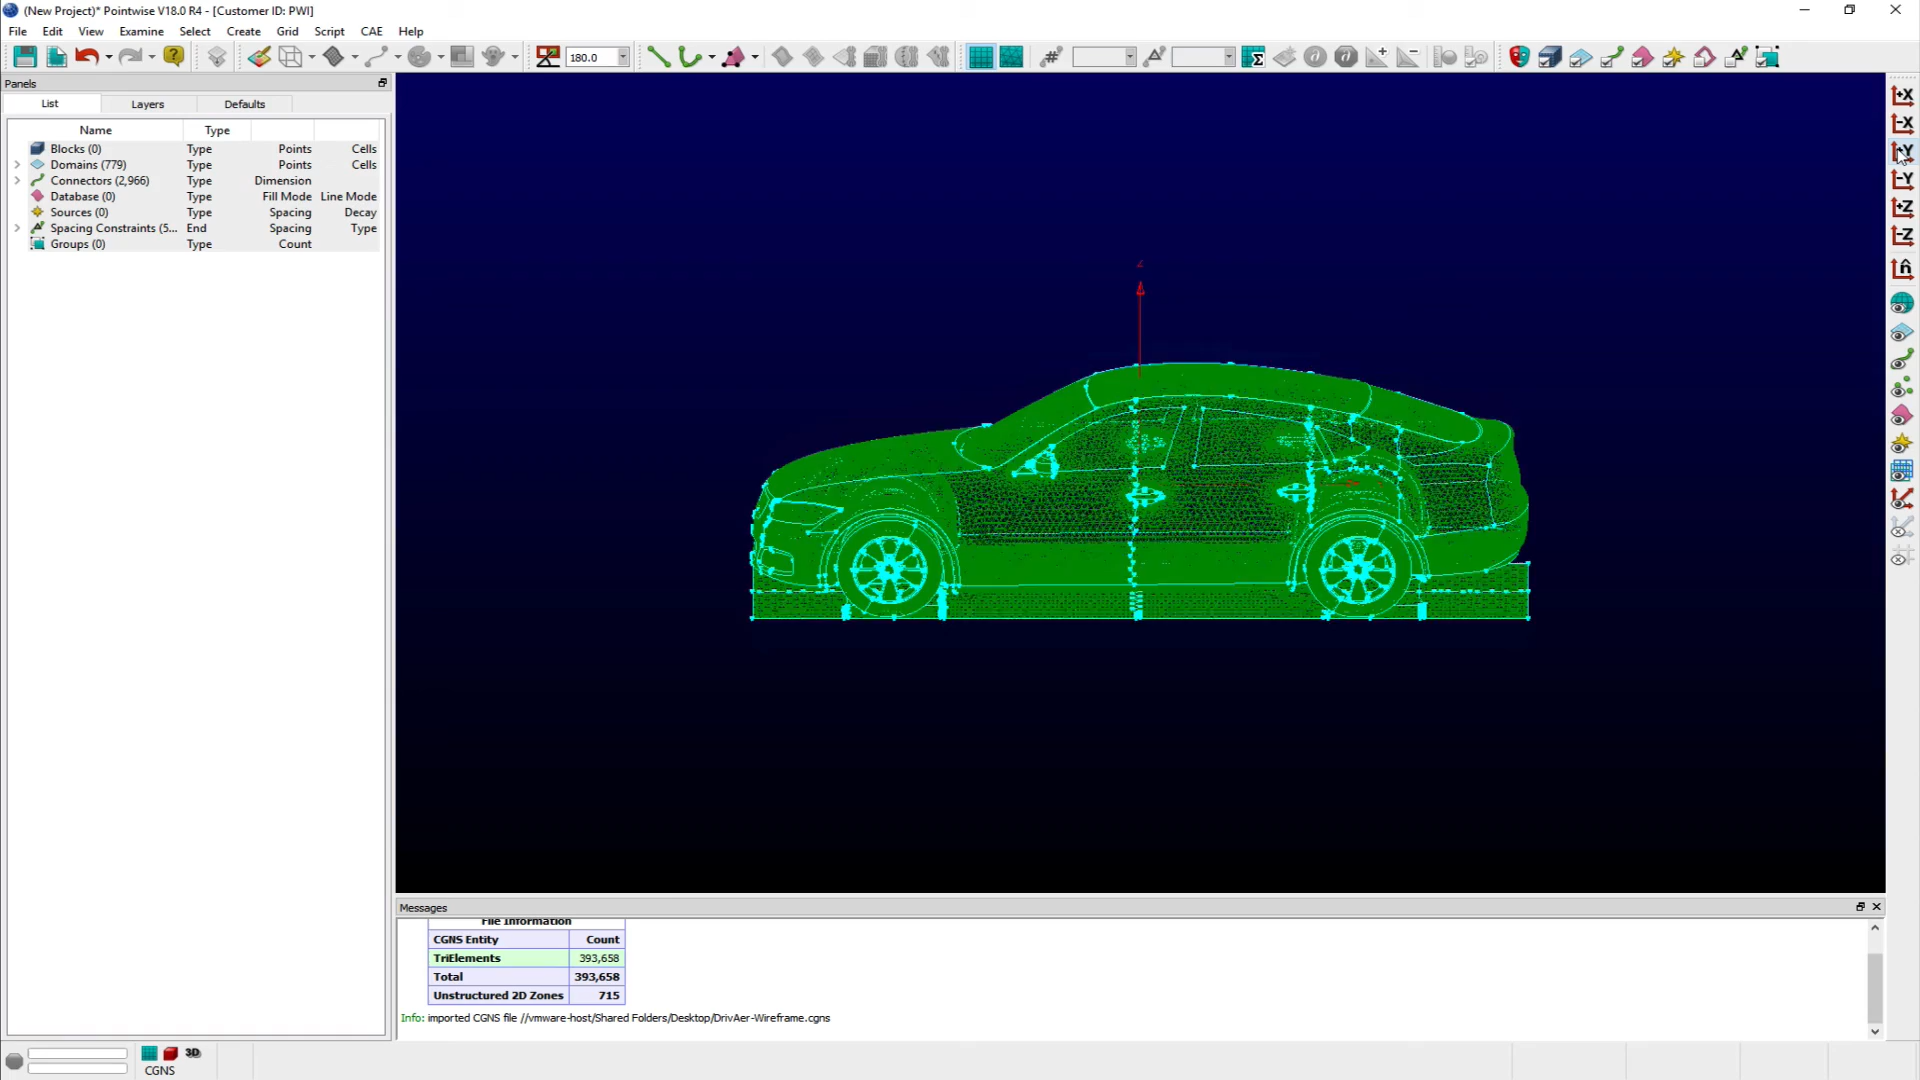 (New Project)* Pointwise V18.0 R4 - [Customer ID: PWI]
File Edit View Examine Select Create Grid Script CAE Help
180.0
Panels
List Layers Defaults
Name Type
Blocks (0) Type Points Cells
Domains (779) Type Points Cells
Connectors (2,966) Type Dimension
Database (0) Type Fill Mode Line Mode
Sources (0) Type Spacing Decay
Spacing Constraints (5... End Spacing Type
Groups (0) Type Count
+X
-X
+Y
-Y
+Z
-Z
n̂
Z
Messages
File Information
CGNS Entity Count
TriElements 393,658
Total 393,658
Unstructured 2D Zones 715
Info: imported CGNS file //vmware-host/Shared Folders/Desktop/DrivAer-Wireframe.cgns
3D
CGNS